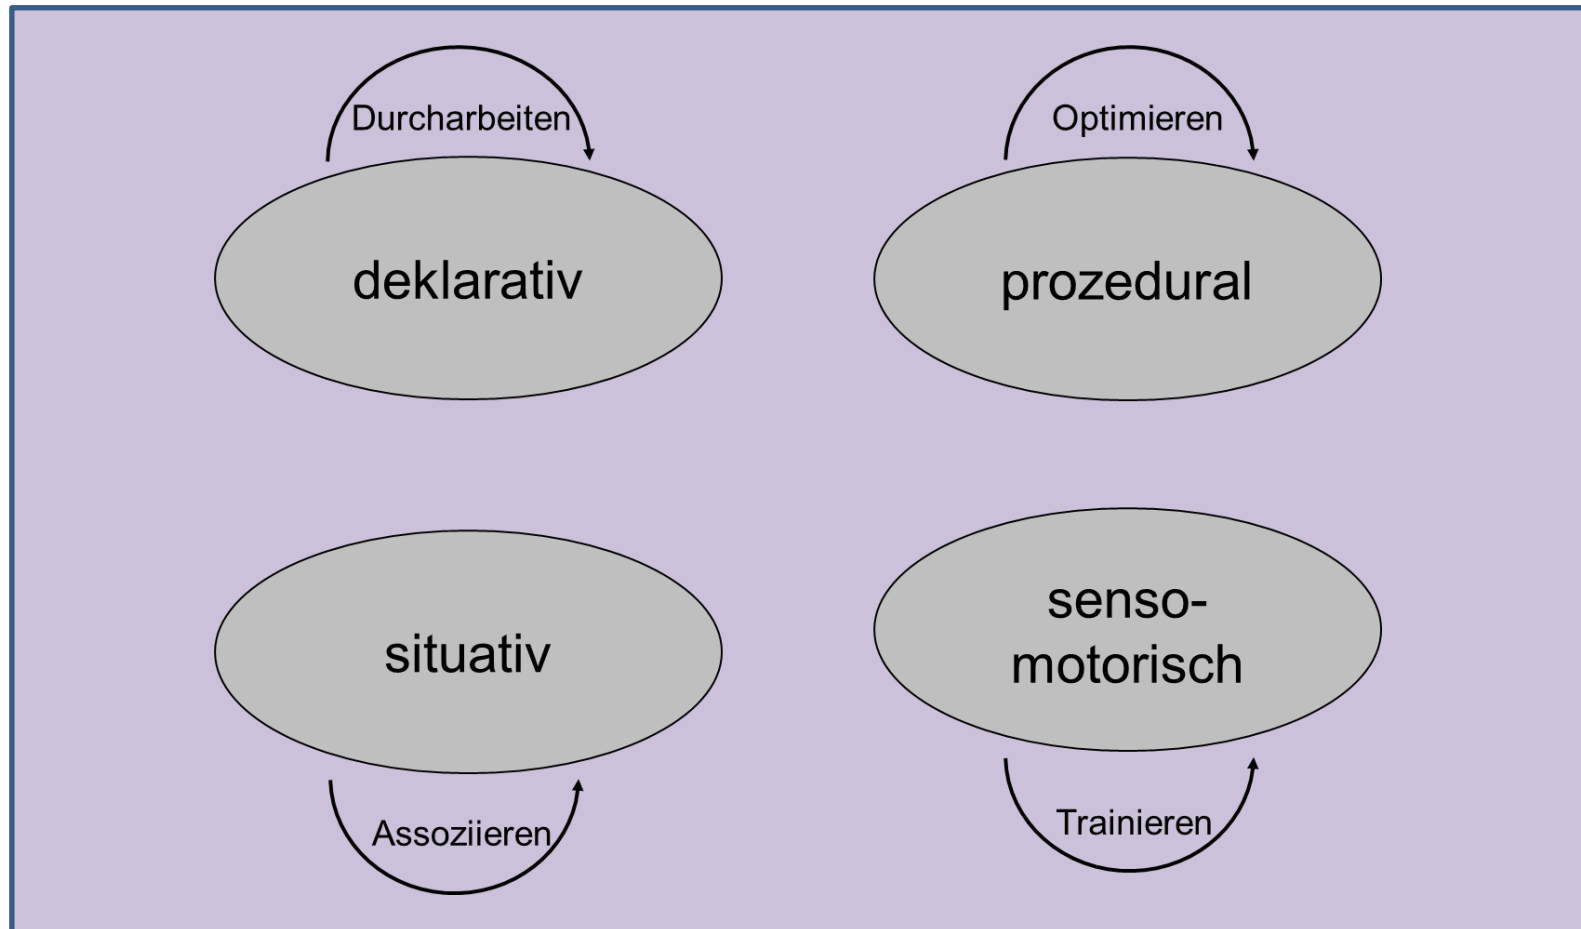 Durcharbeiten
Optimieren
deklarativ
prozedural
situativ
senso-
motorisch
Assoziieren
Trainieren